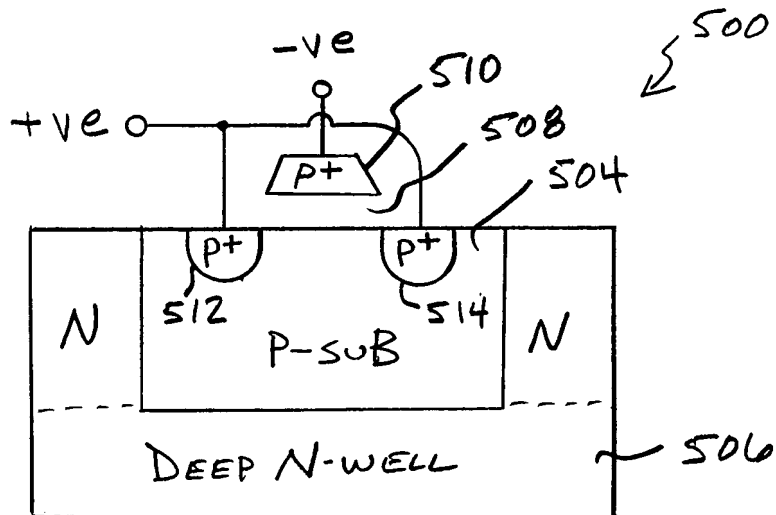 500
-ve
510
+ve
508
P+
504
P+
P+
512
514
N
P-SUB
N
DEEP N-WELL
506